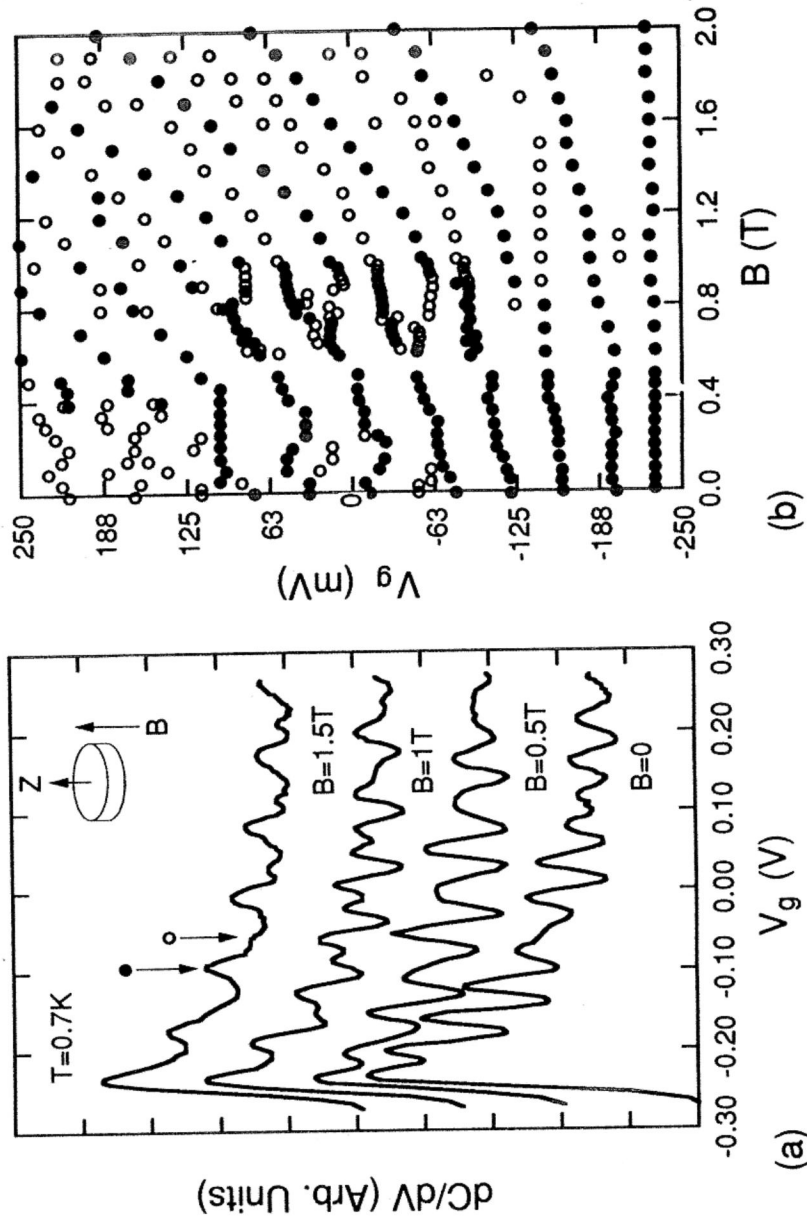 dC/dV (Arb. Units)
T=0.7K
Z
B
B=1.5T
B=1T
B=0.5T
B=0
-0.30
-0.20
-0.10
0.00
0.10
0.20
0.30
V_g (V)
(a)
V_g (mV)
250
188
125
63
0
-63
-125
-188
-250
0.0
0.4
0.8
1.2
1.6
2.0
B (T)
(b)